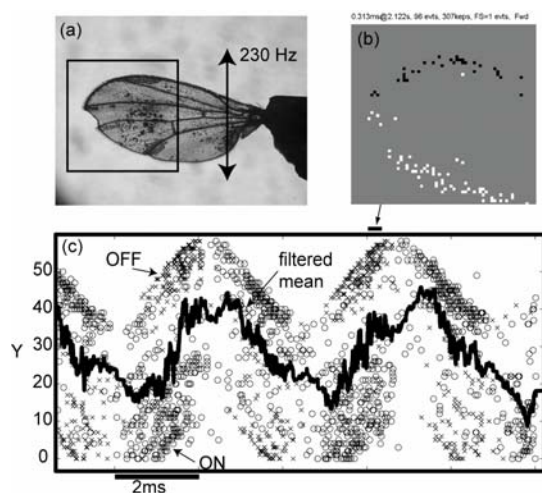 0.313ms@2.122s, 96 evts, 307keps, FS=1 evts, Fwd
(a)
230 Hz
(b)
(c)
OFF
filtered
mean
50
40
Y
30
20
10
0
ON
2ms